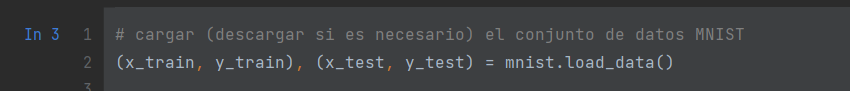 In 3 1 # cargar (descargar si es necesario) el conjunto de datos MNIST
2 (x_train, y_train), (x_test, y_test) = mnist.load_data()
3